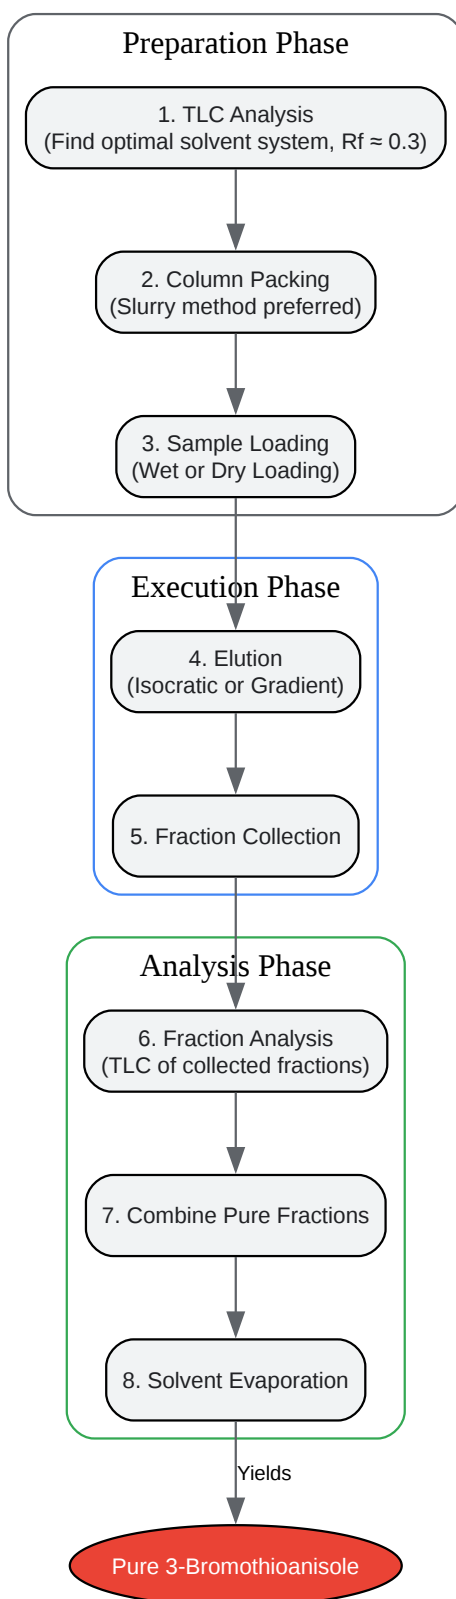 Preparation Phase
1. TLC Analysis
(Find optimal solvent system, Rf ≈ 0.3)
2. Column Packing
(Slurry method preferred)
3. Sample Loading
(Wet or Dry Loading)
Execution Phase
4. Elution
(Isocratic or Gradient)
5. Fraction Collection
Analysis Phase
6. Fraction Analysis
(TLC of collected fractions)
7. Combine Pure Fractions
8. Solvent Evaporation
Yields
Pure 3-Bromothioanisole